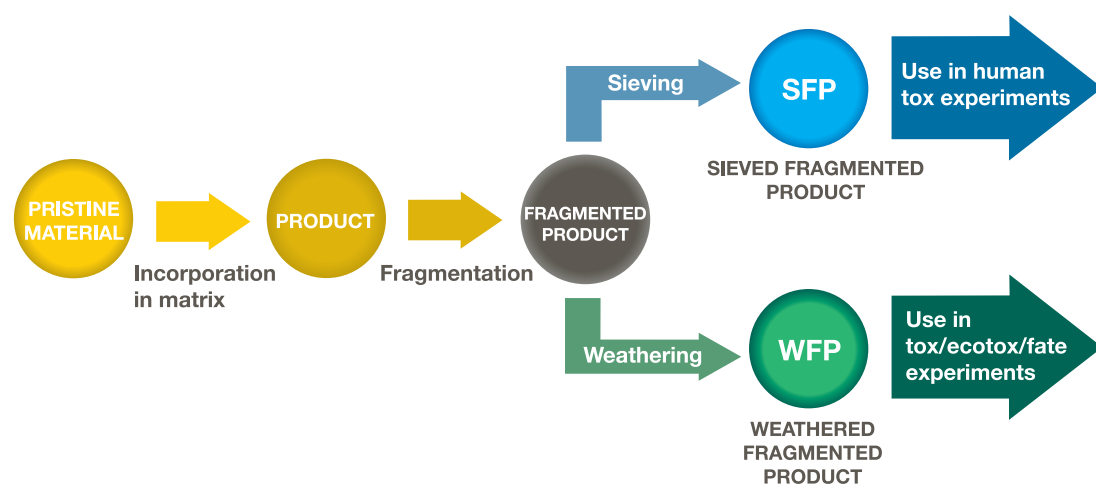 PRISTINE
MATERIAL
Incorporation
in matrix
PRODUCT
Fragmentation
FRAGMENTED
PRODUCT
Sieving
SFP
SIEVED FRAGMENTED
PRODUCT
Use in human
tox experiments
Weathering
WFP
WEATHERED
FRAGMENTED
PRODUCT
Use in
tox/ecotox/fate
experiments